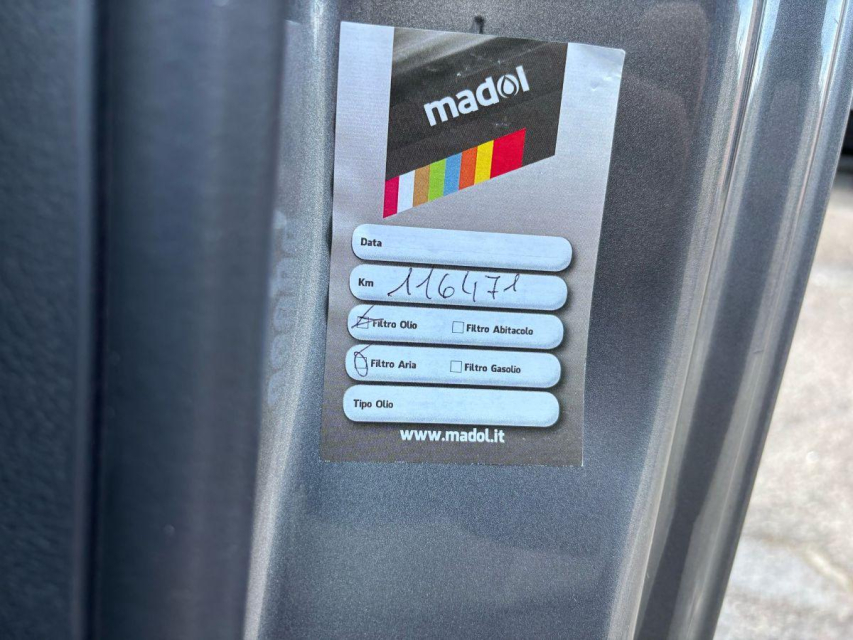 madol
Data
Km 116471
Filtro Olio Filtro Abitacolo
Filtro Aria Filtro Gasolio
Tipo Olio
www.madol.it